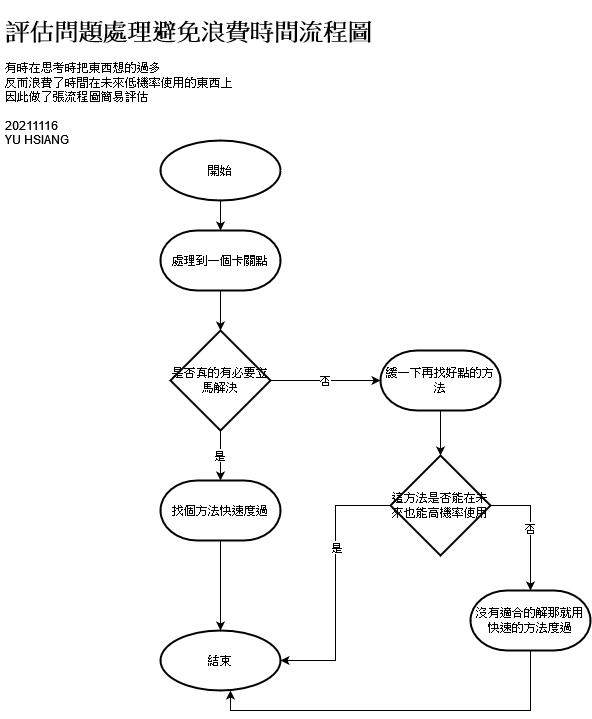 評估問題處理避免浪費時間流程圖
有時在思考時把東西想的過多
反而浪費了時間在未來低機率使用的東西上
因此做了張流程圖簡易評估
20211116
YU HSIANG
開始
處理到一個卡關點
是否真的有必要立
馬解決
否
緩一下再找好點的方
法
是
找個方法快速度過
這方法是否能在未
來也能高機率使用
是
否
沒有適合的解那就用
快速的方法度過
結束